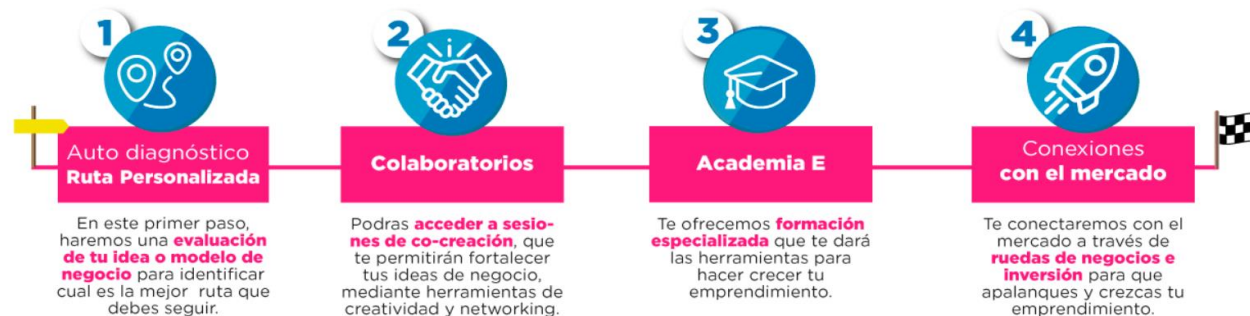 1
Auto diagnóstico
Ruta Personalizada
En este primer paso,
haremos una evaluación
de tu idea o modelo de
negocio para identificar
cual es la mejor ruta que
debes seguir.
2
Colaboratorios
Podras acceder a sesio-
nes de co-creación, que
te permitirán fortalecer
tus ideas de negocio,
mediante herramientas de
creatividad y networking.
3
Academia E
Te ofrecemos formación
especializada que te dará
las herramientas para
hacer crecer tu
emprendimiento.
4
Conexiones
con el mercado
Te conectaremos con el
mercado a través de
ruedas de negocios e
inversión para que
apalanques y crezcas tu
emprendimiento.